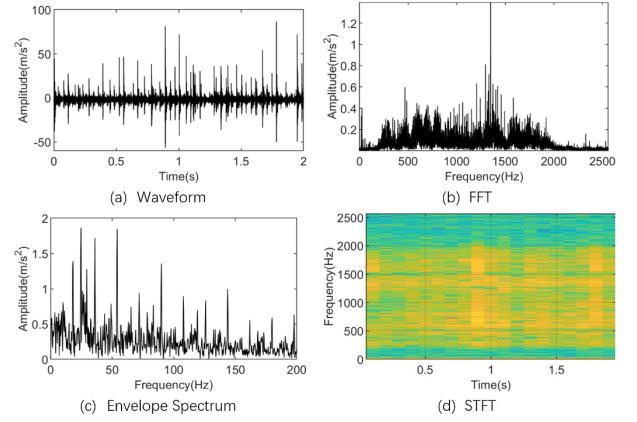 100
50
0
-50
Amplitude(m/s²)
0 0.5 1 1.5 2
Time(s)
(a) Waveform
1.2
1
0.8
0.6
0.4
0.2
Amplitude(m/s²)
500 1000 1500 2000 2500
Frequency(Hz)
(b) FFT
2
1.5
1
0.5
0
Amplitude(m/s²)
0 50 100 150 200
Frequency(Hz)
(c) Envelope Spectrum
2500
2000
1500
1000
500
0
Frequency(Hz)
0.5 1 1.5
Time(s)
(d) STFT